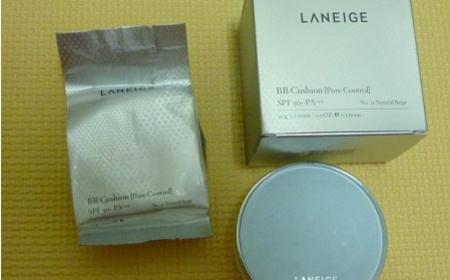 LANEIGE
BB Cushion [Pore Control]
SPF 50+ PA+++
No. 21 Natural Beige
LANEIGE
BB Cushion [Pore Control]
SPF 50+ PA+++
LANEIGE